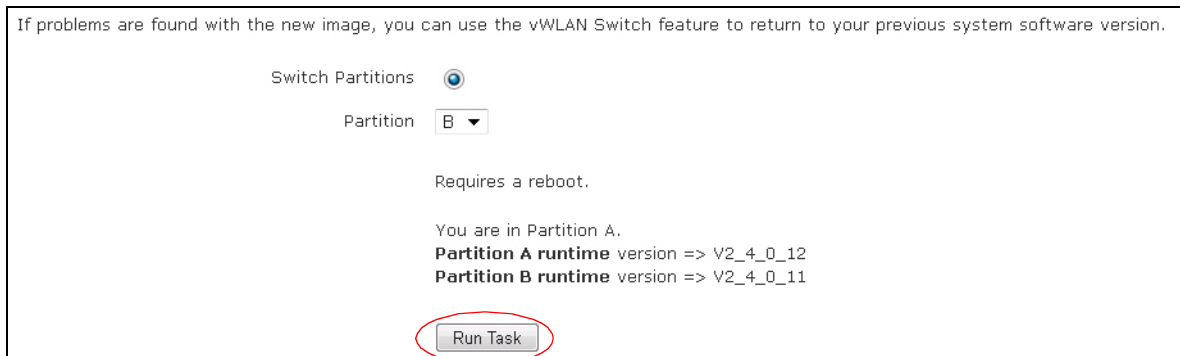 If problems are found with the new image, you can use the vWLAN Switch feature to return to your previous system software version.
Switch Partitions
Partition B
Requires a reboot.
You are in Partition A.
Partition A runtime version => V2_4_0_12
Partition B runtime version => V2_4_0_11
Run Task